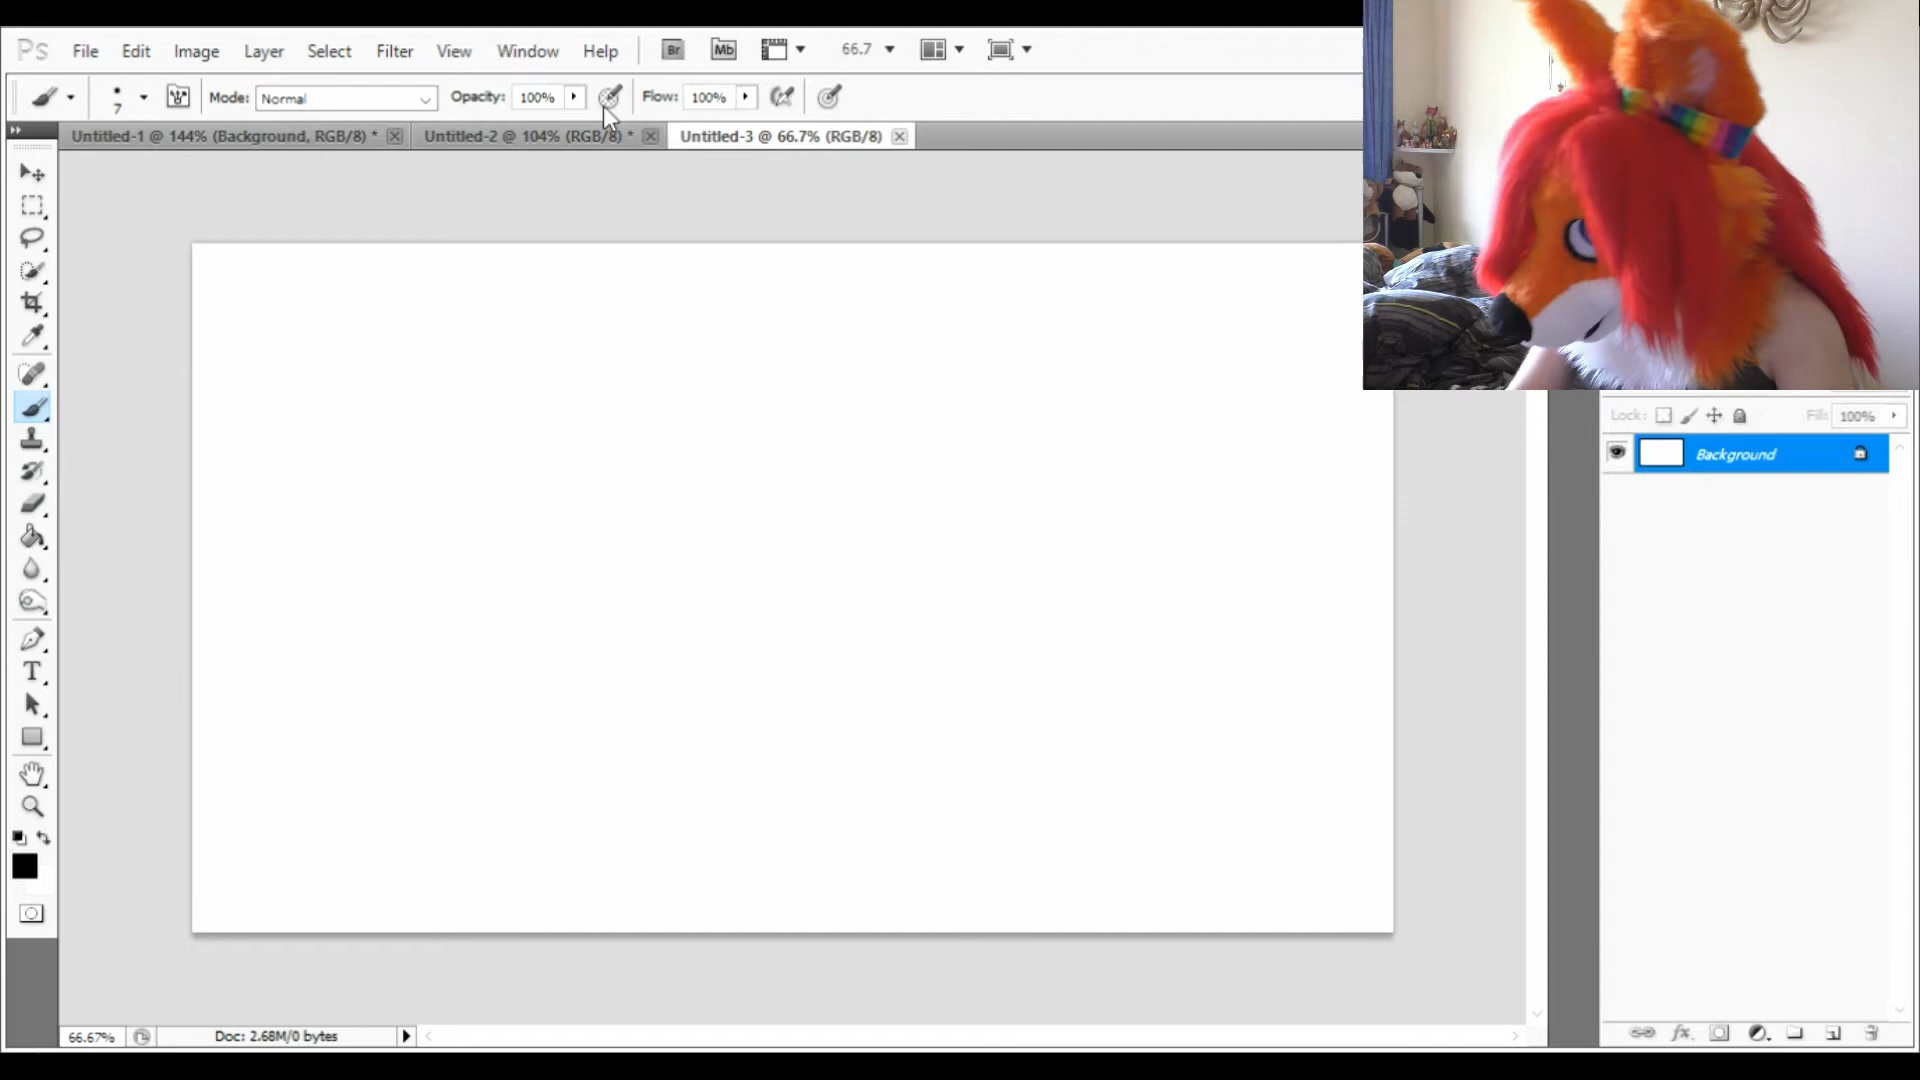 Ps File Edit Image Layer Select Filter View Window Help Br Mb 66.7
7 Mode: Normal Opacity: 100% Flow: 100%
Untitled-1 @ 144% (Background, RGB/8) * Untitled-2 @ 104% (RGB/8) * Untitled-3 @ 66.7% (RGB/8)
Lock: Fill: 100%
Background
T
66.67% Doc: 2.68M/0 bytes fx